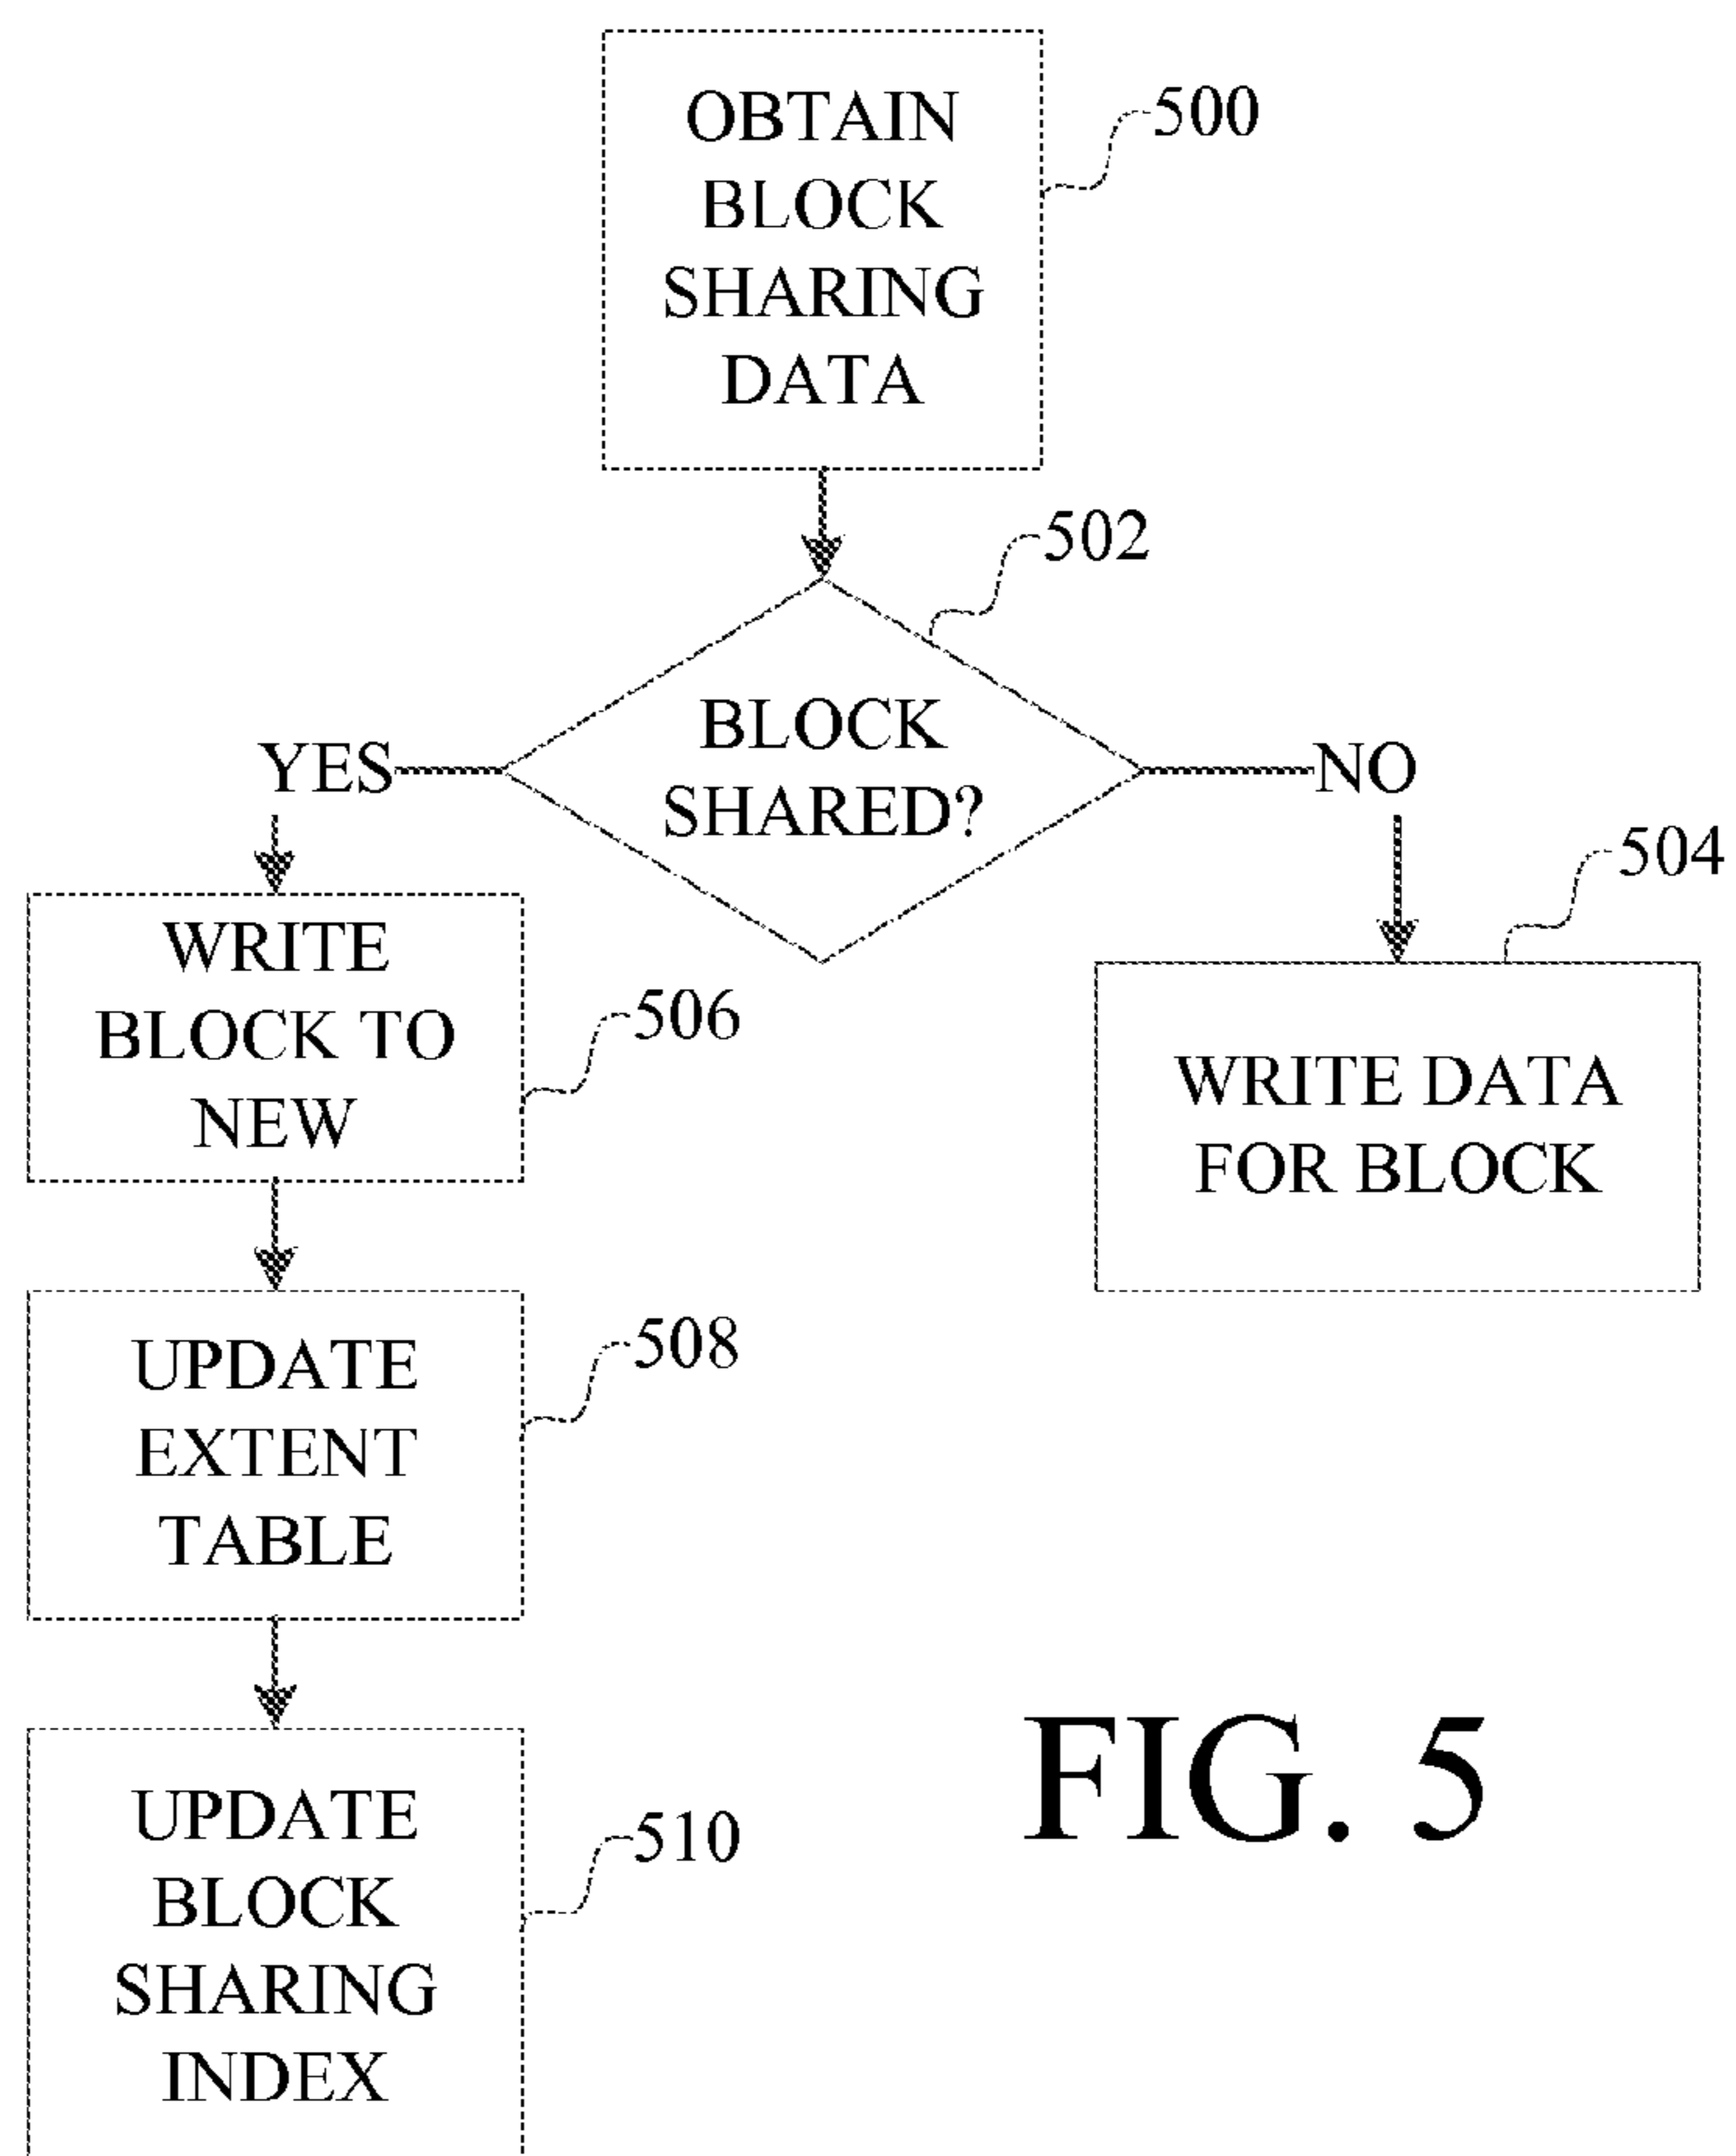 OBTAIN
BLOCK
SHARING
DATA
500
502
BLOCK
SHARED?
YES
NO
504
WRITE
BLOCK TO
NEW
506
WRITE DATA
FOR BLOCK
UPDATE
EXTENT
TABLE
508
UPDATE
BLOCK
SHARING
INDEX
510
FIG. 5